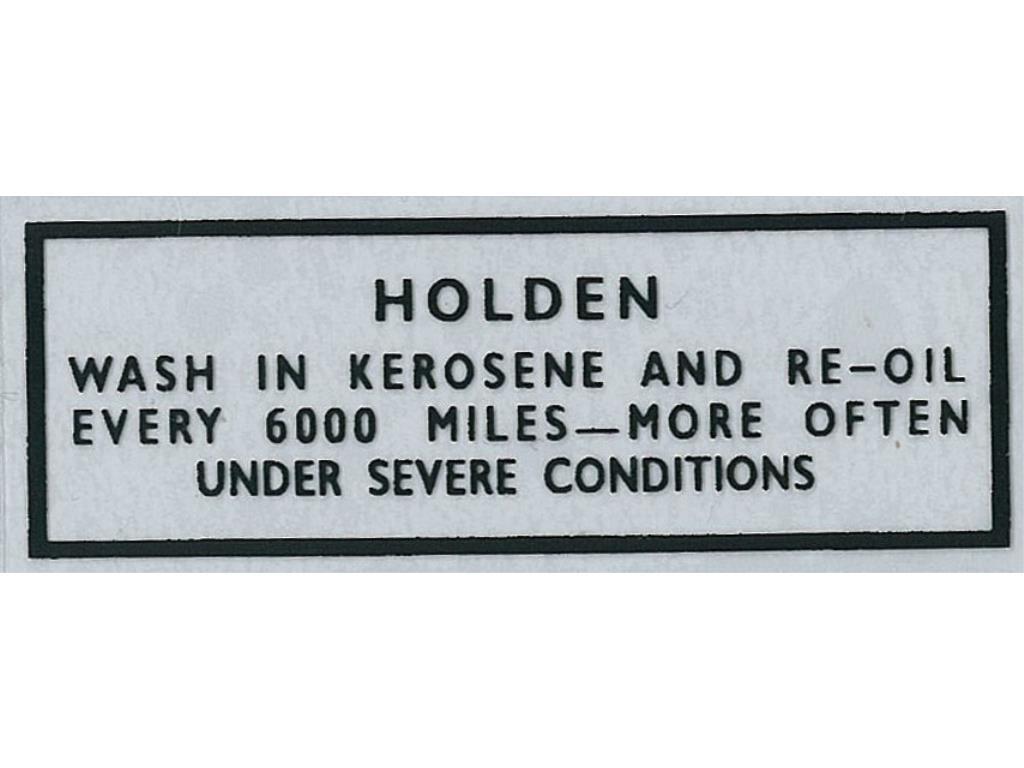 HOLDEN
WASH IN KEROSENE AND RE-OIL
EVERY 6000 MILES—MORE OFTEN
UNDER SEVERE CONDITIONS